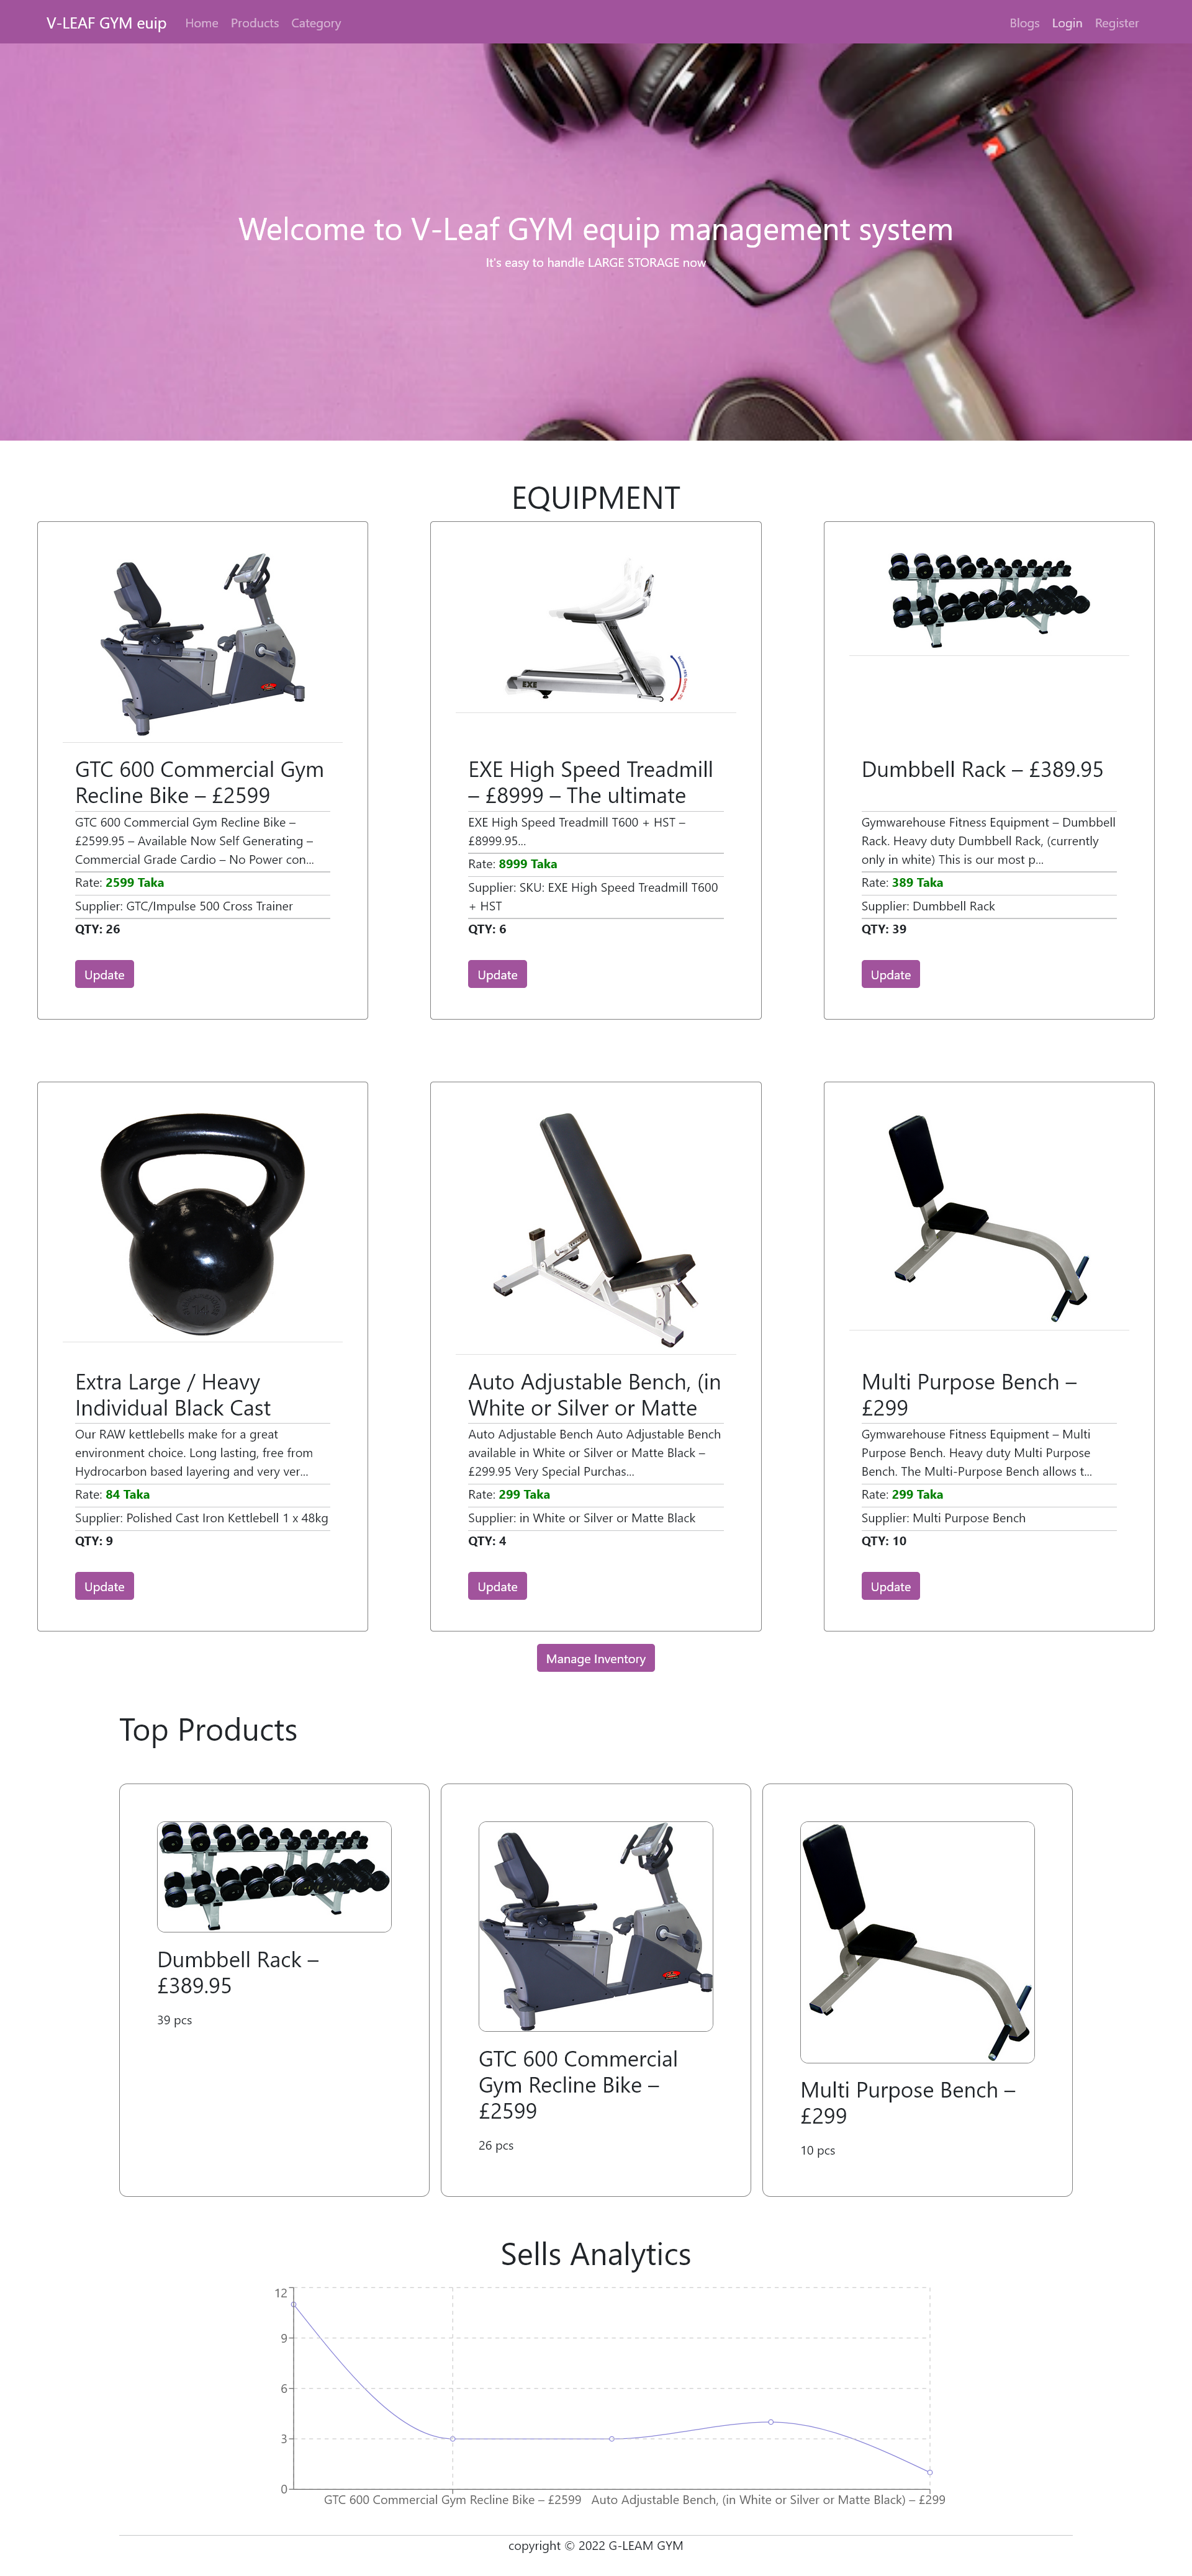 V-LEAF GYM euip Home Products Category Blogs Login Register
Welcome to V-Leaf GYM equip management system
It's easy to handle LARGE STORAGE now
EQUIPMENT
EXE
GTC 600 Commercial Gym
Recline Bike – £2599
GTC 600 Commercial Gym Recline Bike –
£2599.95 – Available Now Self Generating –
Commercial Grade Cardio – No Power con...
Rate: 2599 Taka
Supplier: GTC/Impulse 500 Cross Trainer
QTY: 26
Update
EXE High Speed Treadmill
– £8999 – The ultimate
EXE High Speed Treadmill T600 + HST –
£8999.95...
Rate: 8999 Taka
Supplier: SKU: EXE High Speed Treadmill T600
+ HST
QTY: 6
Update
Dumbbell Rack – £389.95
Gymwarehouse Fitness Equipment – Dumbbell
Rack. Heavy duty Dumbbell Rack, (currently
only in white) This is our most p...
Rate: 389 Taka
Supplier: Dumbbell Rack
QTY: 39
Update
Extra Large / Heavy
Individual Black Cast
Our RAW kettlebells make for a great
environment choice. Long lasting, free from
Hydrocarbon based layering and very ver...
Rate: 84 Taka
Supplier: Polished Cast Iron Kettlebell 1 x 48kg
QTY: 9
Update
Auto Adjustable Bench, (in
White or Silver or Matte
Auto Adjustable Bench Auto Adjustable Bench
available in White or Silver or Matte Black –
£299.95 Very Special Purchas...
Rate: 299 Taka
Supplier: in White or Silver or Matte Black
QTY: 4
Update
Multi Purpose Bench –
£299
Gymwarehouse Fitness Equipment – Multi
Purpose Bench. Heavy duty Multi Purpose
Bench. The Multi-Purpose Bench allows t...
Rate: 299 Taka
Supplier: Multi Purpose Bench
QTY: 10
Update
Manage Inventory
Top Products
Dumbbell Rack –
£389.95
39 pcs
GTC 600 Commercial
Gym Recline Bike –
£2599
26 pcs
Multi Purpose Bench –
£299
10 pcs
Sells Analytics
12
9
6
3
0
GTC 600 Commercial Gym Recline Bike – £2599 Auto Adjustable Bench, (in White or Silver or Matte Black) – £299
copyright © 2022 G-LEAM GYM